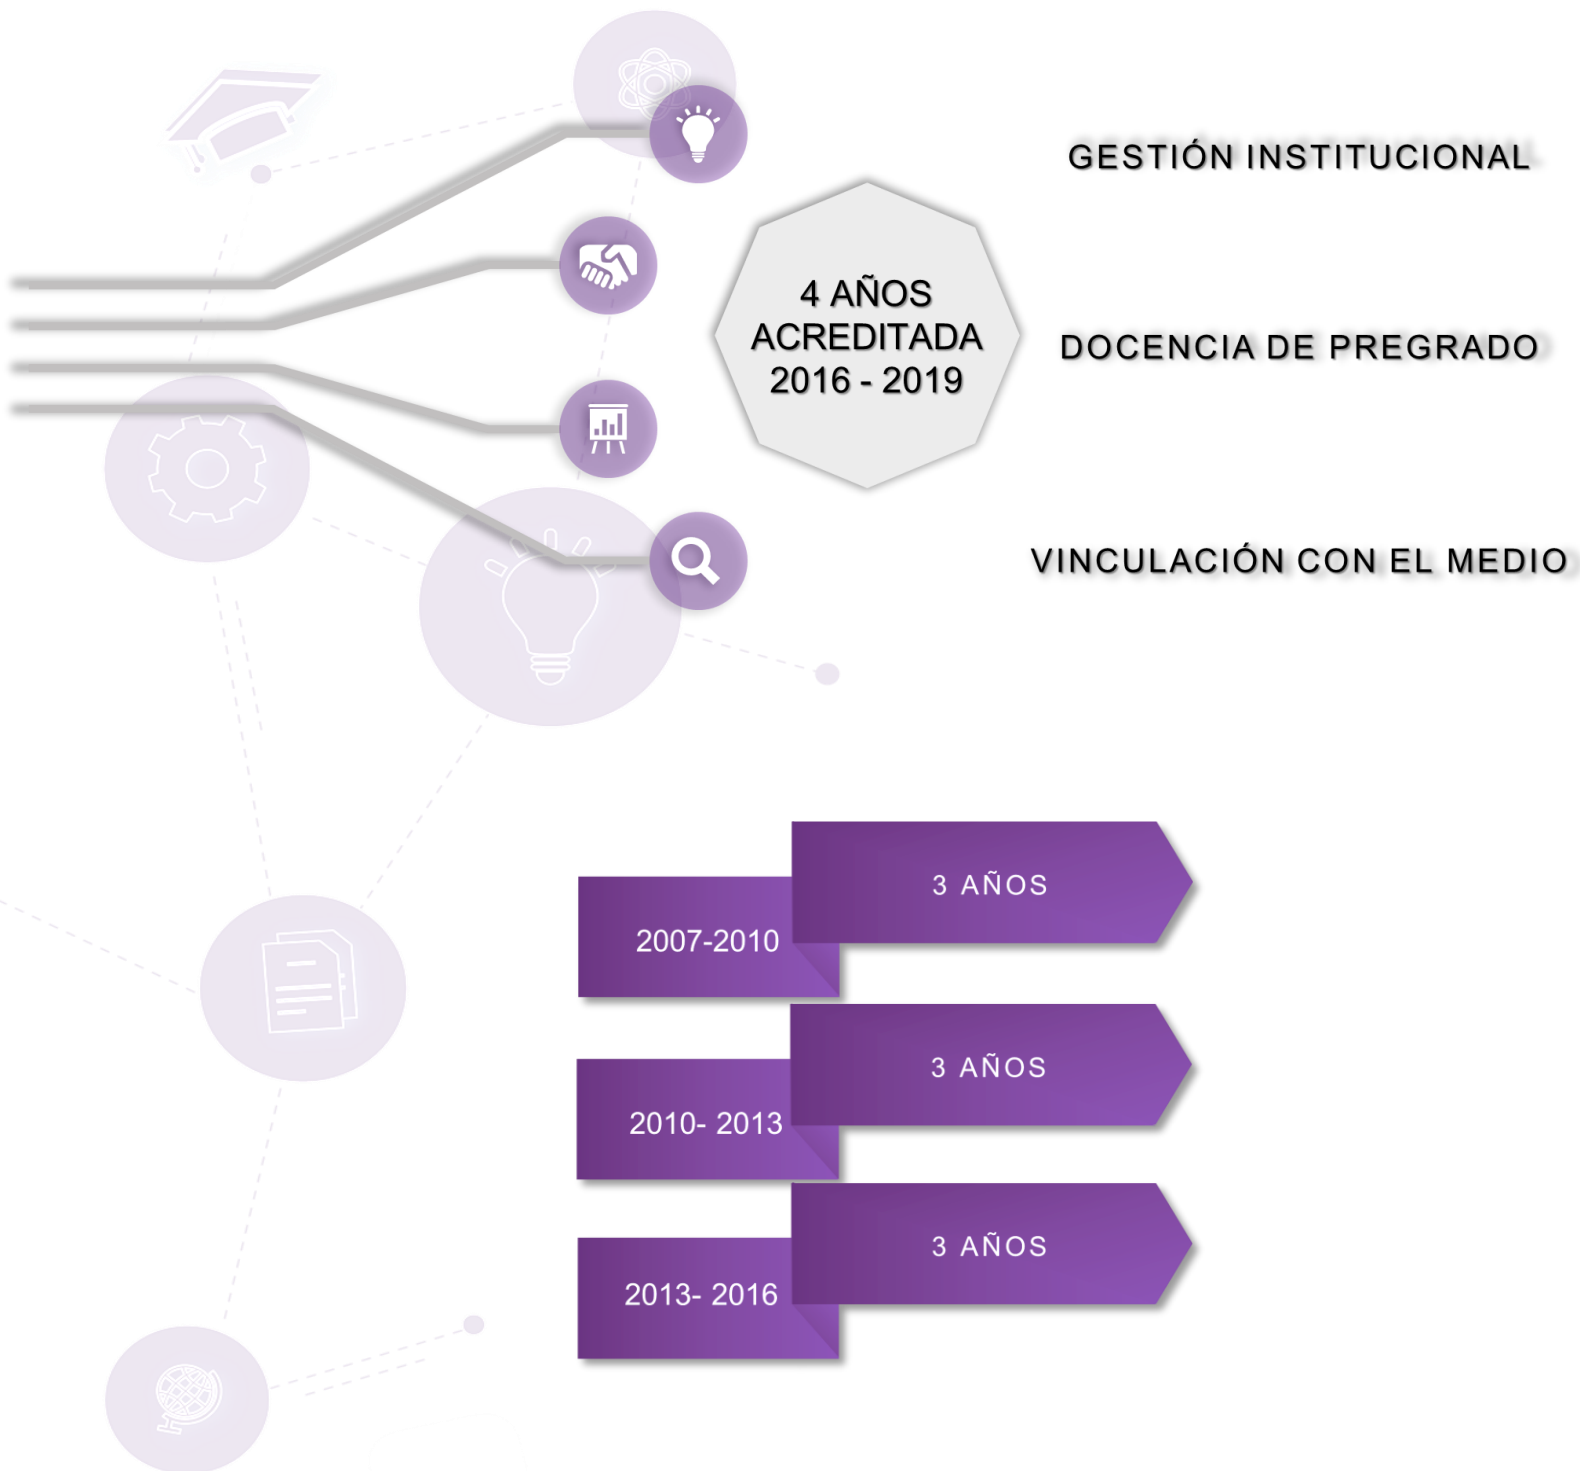 GESTIÓN INSTITUCIONAL
4 AÑOS
ACREDITADA
2016 - 2019
DOCENCIA DE PREGRADO
VINCULACIÓN CON EL MEDIO
3 AÑOS
2007-2010
3 AÑOS
2010- 2013
3 AÑOS
2013- 2016